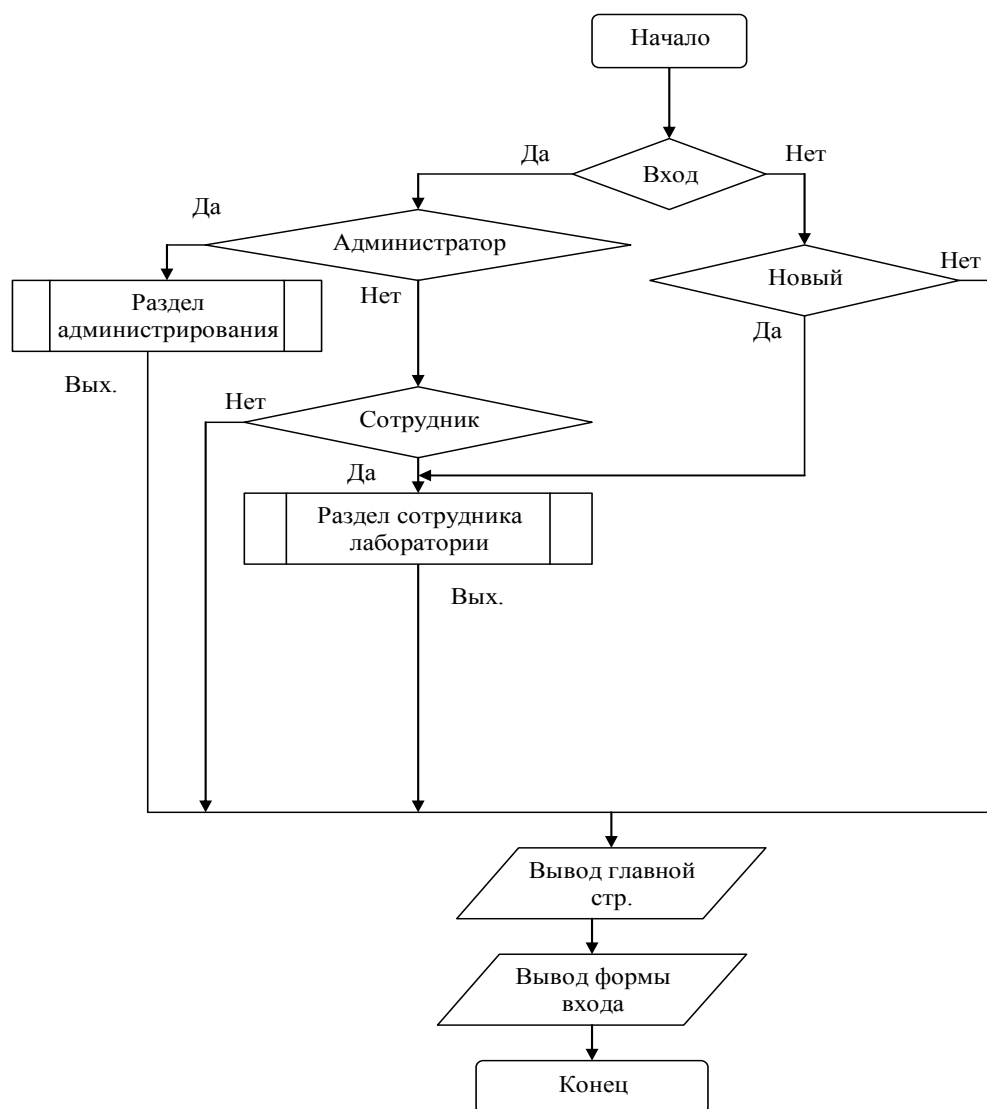 Начало
Да
Нет
Вход
Да
Администратор
Нет
Новый
Нет
Раздел
администрирования
Да
Вых.
Нет
Сотрудник
Да
Раздел сотрудника
лаборатории
Вых.
Вывод главной
стр.
Вывод формы
входа
Конец